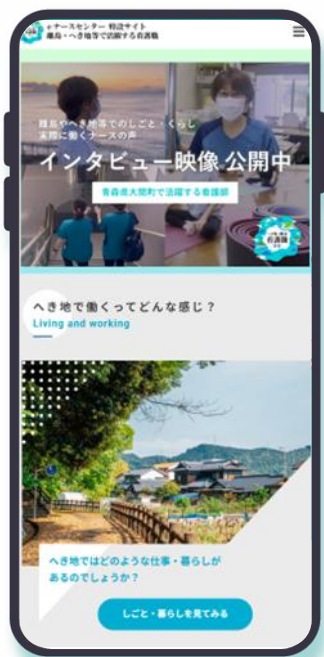 eナースセンター 特設サイト
離島・へき地等で活躍する看護職
離島やへき地等でのしごと・くらし
実際に働くナースの声
インタビュー映像 公開中
青森県大間町で活躍する看護師
看護職
へき地で働くってどんな感じ？
Living and working
へき地ではどのような仕事・暮らしが
あるのでしょうか？
しごと・暮らしを見てみる